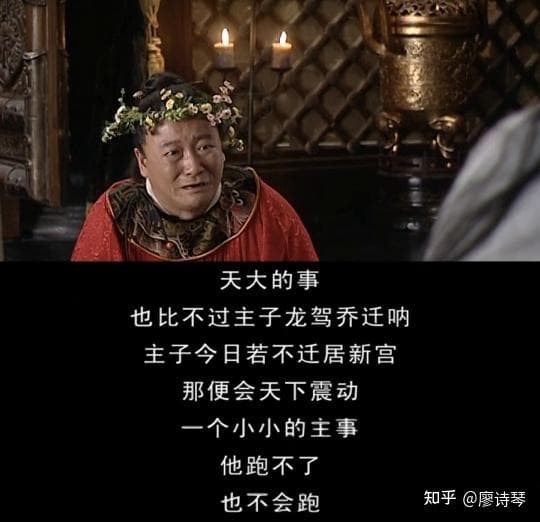 天大的事
也比不过主子龙驾乔迁呐
主子今日若不迁居新宫
那便会天下震动
一个小小的主事
他跑不了
也不会跑
知乎 @廖诗琴